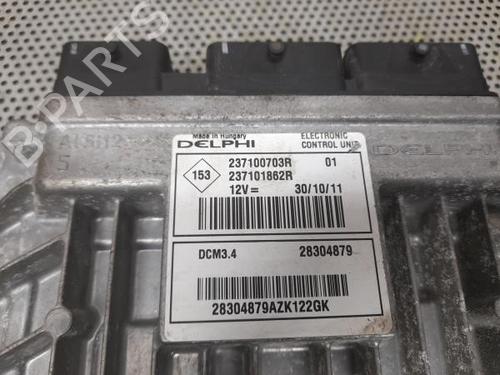 Made in Hungary
DELPHI
ELECTRONIC
CONTROL UNIT
153
237100703R 01
237101862R
12V= 30/10/11
DCM3.4 28304879
28304879AZK122GK
B-PARTS